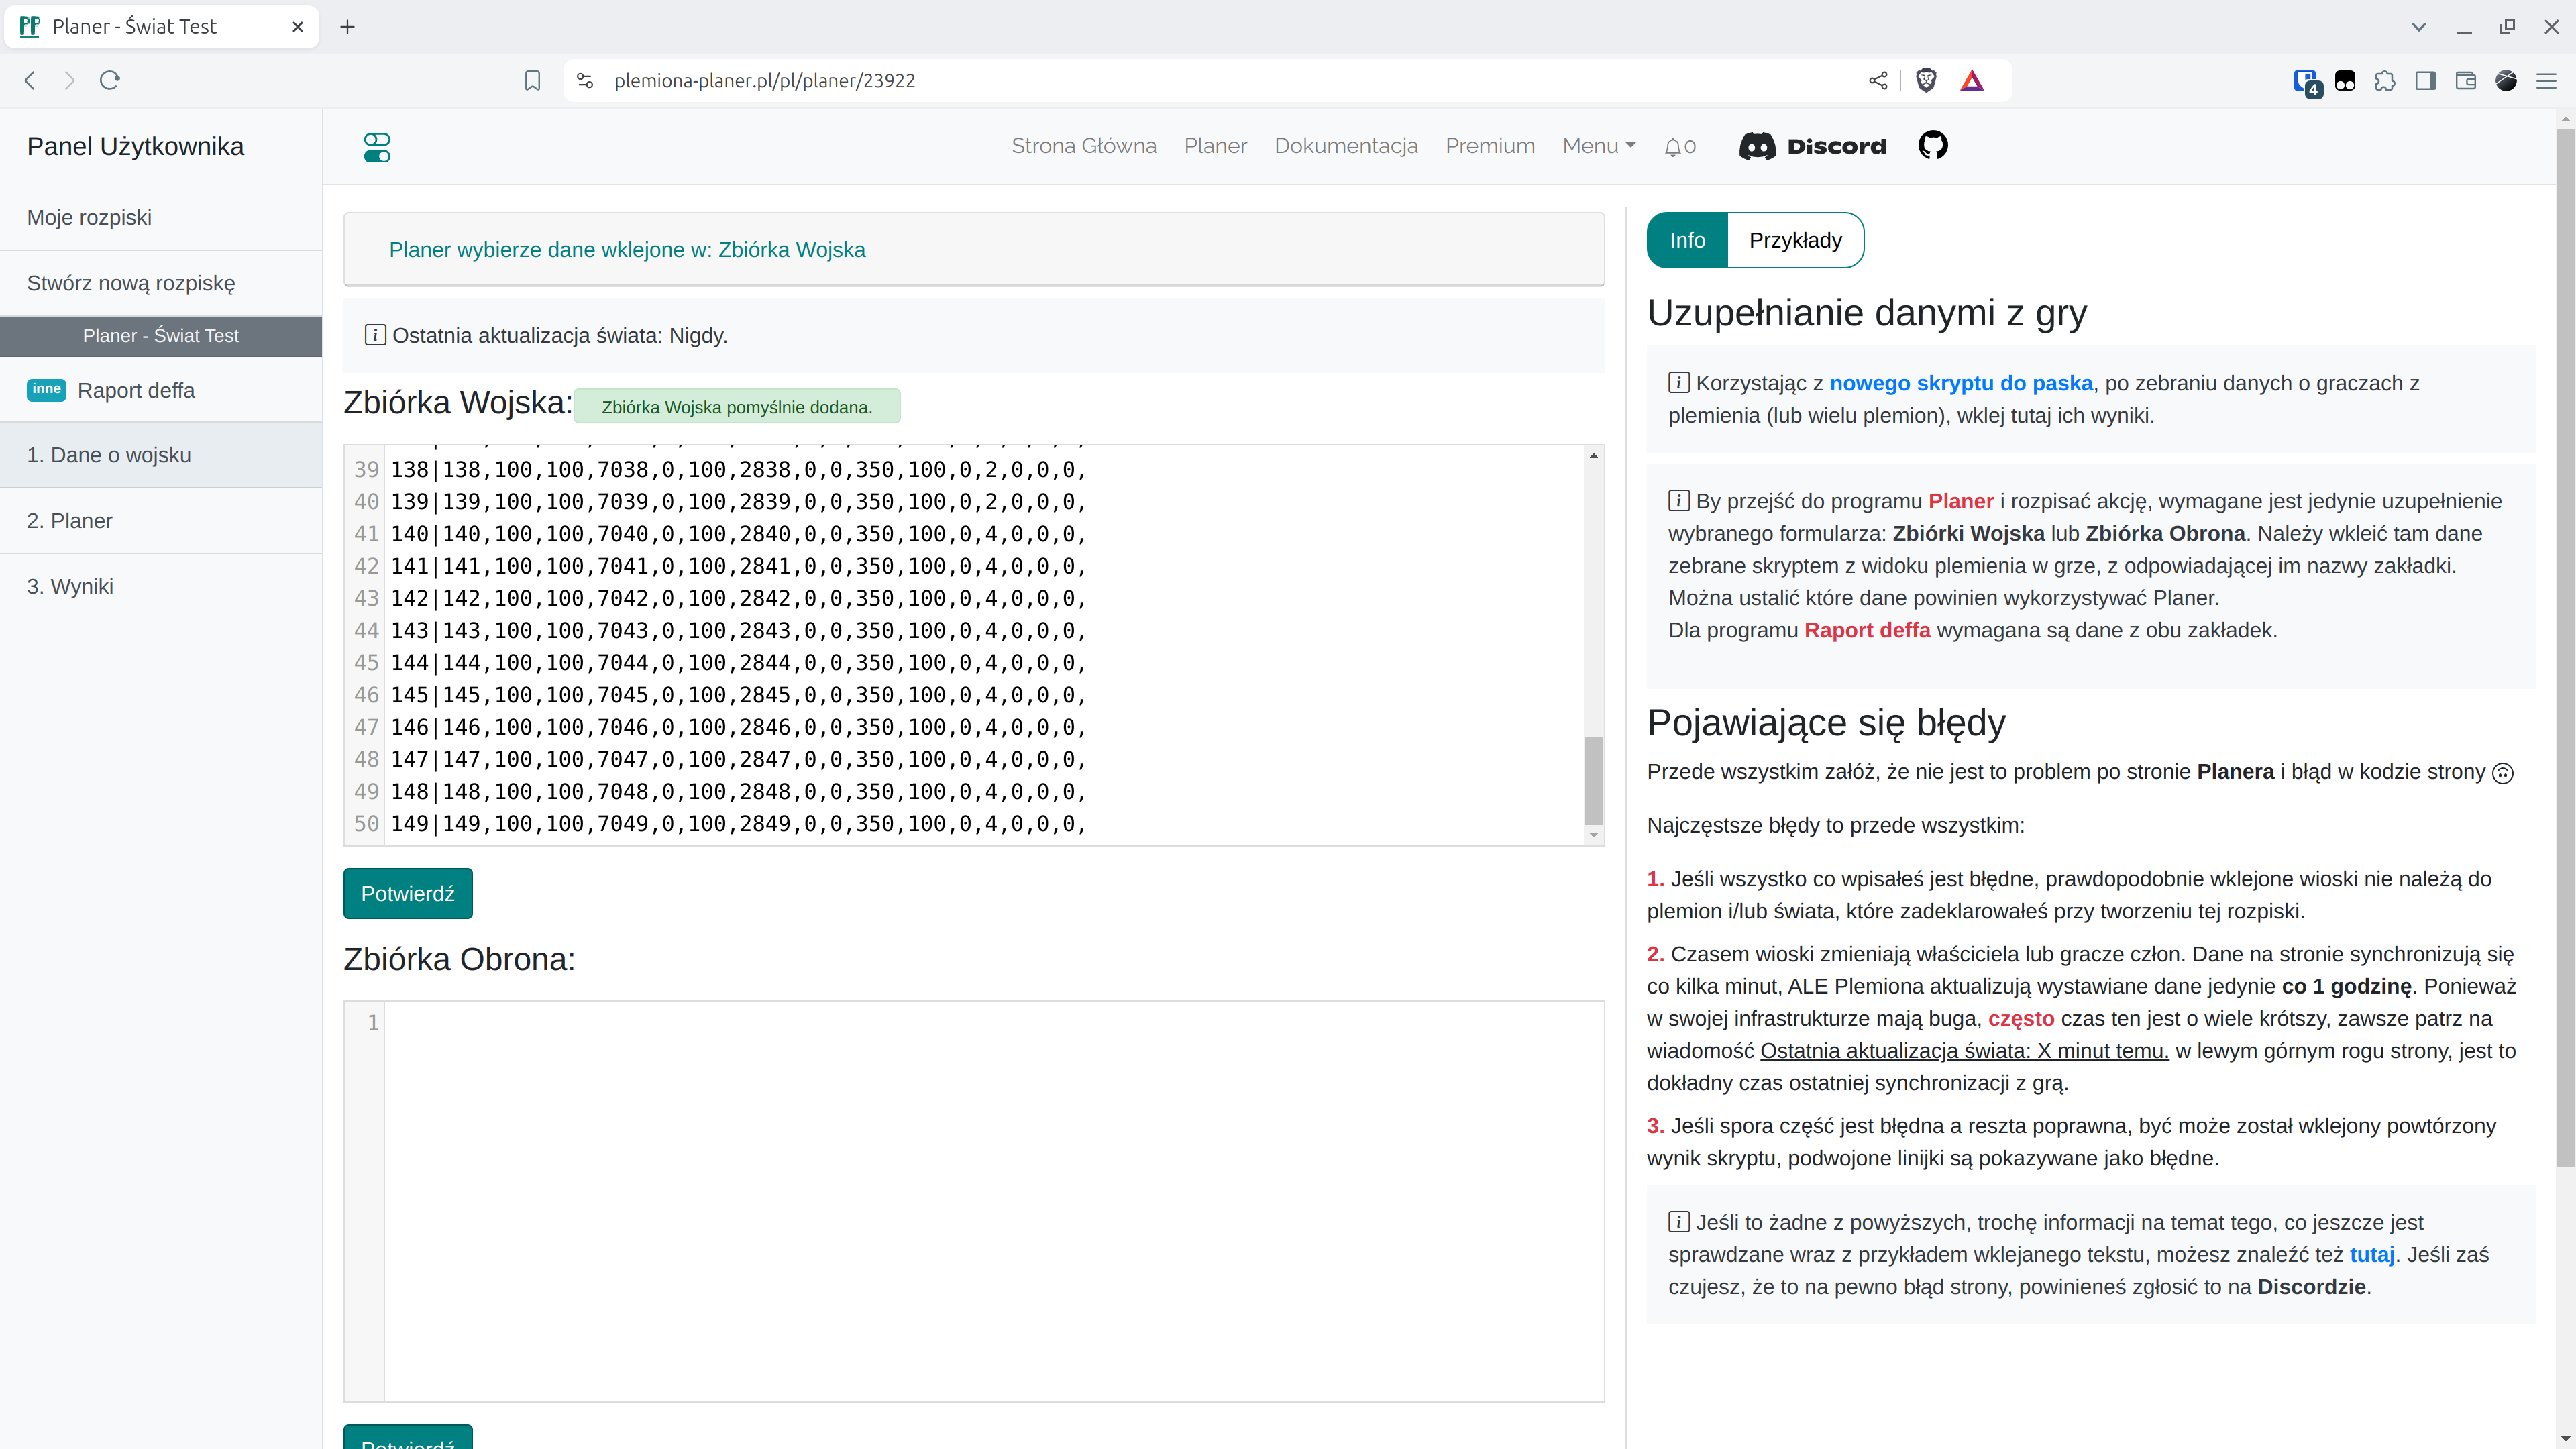 Planer - Świat Test
plemiona-planer.pl/pl/planer/23922
4
Panel Użytkownika
Moje rozpiski
Stwórz nową rozpiskę
Planer - Świat Test
inne Raport deffa
1. Dane o wojsku
2. Planer
3. Wyniki
Strona Główna Planer Dokumentacja Premium Menu 0 Discord
Planer wybierze dane wklejone w: Zbiórka Wojska
Ostatnia aktualizacja świata: Nigdy.
Zbiórka Wojska: Zbiórka Wojska pomyślnie dodana.
39 138|138,100,100,7038,0,100,2838,0,0,350,100,0,2,0,0,0,
40 139|139,100,100,7039,0,100,2839,0,0,350,100,0,2,0,0,0,
41 140|140,100,100,7040,0,100,2840,0,0,350,100,0,4,0,0,0,
42 141|141,100,100,7041,0,100,2841,0,0,350,100,0,4,0,0,0,
43 142|142,100,100,7042,0,100,2842,0,0,350,100,0,4,0,0,0,
44 143|143,100,100,7043,0,100,2843,0,0,350,100,0,4,0,0,0,
45 144|144,100,100,7044,0,100,2844,0,0,350,100,0,4,0,0,0,
46 145|145,100,100,7045,0,100,2845,0,0,350,100,0,4,0,0,0,
47 146|146,100,100,7046,0,100,2846,0,0,350,100,0,4,0,0,0,
48 147|147,100,100,7047,0,100,2847,0,0,350,100,0,4,0,0,0,
49 148|148,100,100,7048,0,100,2848,0,0,350,100,0,4,0,0,0,
50 149|149,100,100,7049,0,100,2849,0,0,350,100,0,4,0,0,0,
Potwierdź
Zbiórka Obrona:
1
Potwierdź
Info Przykłady
Uzupełnianie danymi z gry
Korzystając z nowego skryptu do paska, po zebraniu danych o graczach z
plemienia (lub wielu plemion), wklej tutaj ich wyniki.
By przejść do programu Planer i rozpisać akcję, wymagane jest jedynie uzupełnienie
wybranego formularza: Zbiórki Wojska lub Zbiórka Obrona. Należy wkleić tam dane
zebrane skryptem z widoku plemienia w grze, z odpowiadającej im nazwy zakładki.
Można ustalić które dane powinien wykorzystywać Planer.
Dla programu Raport deffa wymagana są dane z obu zakładek.
Pojawiające się błędy
Przede wszystkim załóż, że nie jest to problem po stronie Planera i błąd w kodzie strony
Najczęstsze błędy to przede wszystkim:
1. Jeśli wszystko co wpisałeś jest błędne, prawdopodobnie wklejone wioski nie należą do
plemion i/lub świata, które zadeklarowałeś przy tworzeniu tej rozpiski.
2. Czasem wioski zmieniają właściciela lub gracze człon. Dane na stronie synchronizują się
co kilka minut, ALE Plemiona aktualizują wystawiane dane jedynie co 1 godzinę. Ponieważ
w swojej infrastrukturze mają buga, często czas ten jest o wiele krótszy, zawsze patrz na
wiadomość Ostatnia aktualizacja świata: X minut temu. w lewym górnym rogu strony, jest to
dokładny czas ostatniej synchronizacji z grą.
3. Jeśli spora część jest błędna a reszta poprawna, być może został wklejony powtórzony
wynik skryptu, podwojone linijki są pokazywane jako błędne.
Jeśli to żadne z powyższych, trochę informacji na temat tego, co jeszcze jest
sprawdzane wraz z przykładem wklejanego tekstu, możesz znaleźć też tutaj. Jeśli zaś
czujesz, że to na pewno błąd strony, powinieneś zgłosić to na Discordzie.